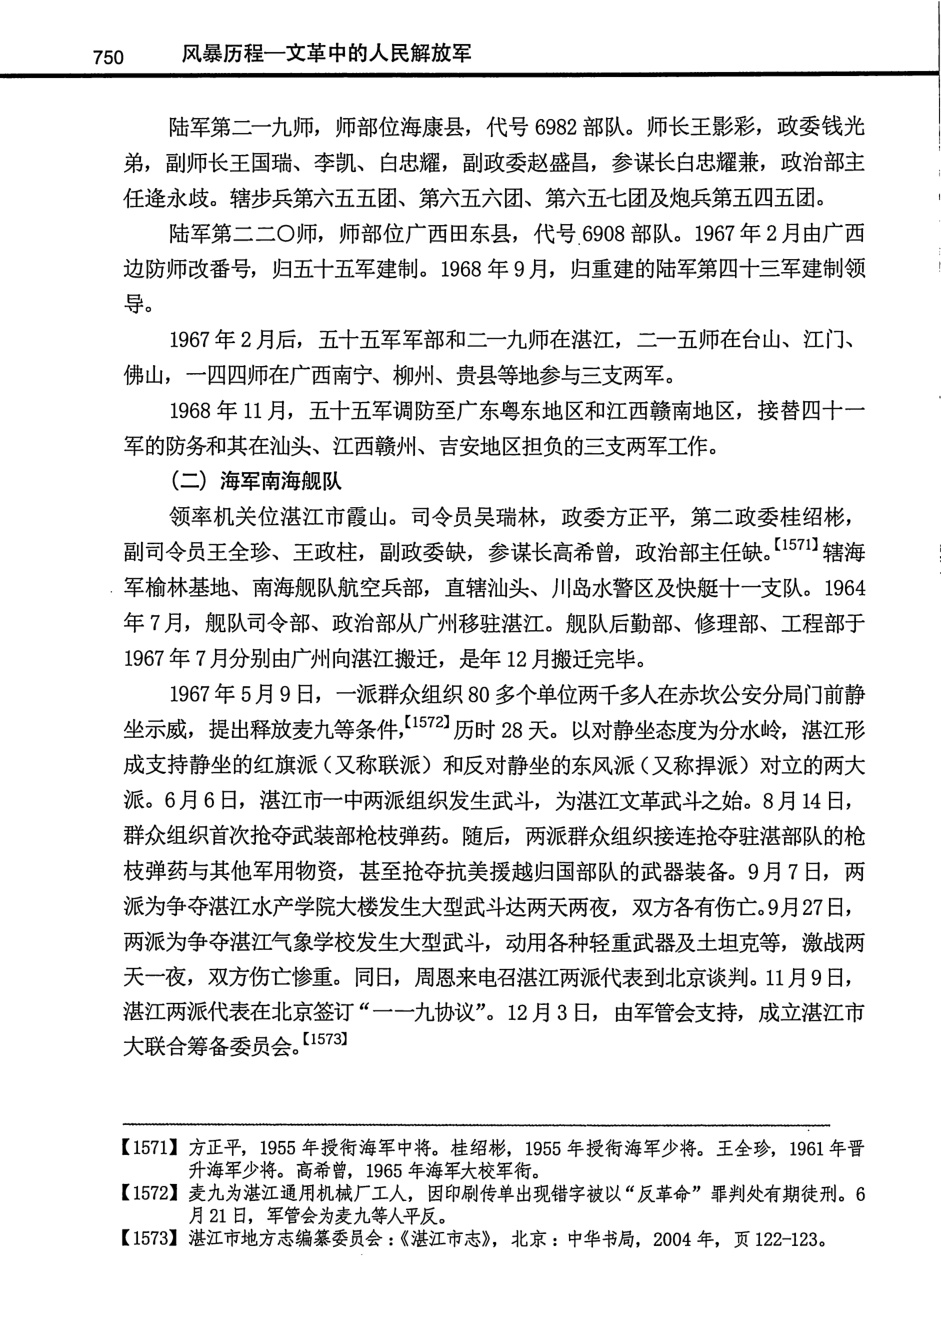 750 风暴历程—文革中的人民解放军
陆军第二一九师，师部位海康县，代号 6982 部队。师长王影彩，政委钱光
弟，副师长王国瑞、李凯、白忠耀，副政委赵盛昌，参谋长白忠耀兼，政治部主
任逄永歧。辖步兵第六五五团、第六五六团、第六五七团及炮兵第五四五团。
陆军第二二〇师，师部位广西田东县，代号 6908 部队。1967 年 2 月由广西
边防师改番号，归五十五军建制。1968 年 9 月，归重建的陆军第四十三军建制领
导。
1967 年 2 月后，五十五军军部和二一九师在湛江，二一五师在台山、江门、
佛山，一四四师在广西南宁、柳州、贵县等地参与三支两军。
1968 年 11 月，五十五军调防至广东粤东地区和江西赣南地区，接替四十一
军的防务和其在汕头、江西赣州、吉安地区担负的三支两军工作。
（二）海军南海舰队
领率机关位湛江市霞山。司令员吴瑞林，政委方正平，第二政委桂绍彬，
副司令员王全珍、王政柱，副政委缺，参谋长高希曾，政治部主任缺。【1571】辖海
军榆林基地、南海舰队航空兵部，直辖汕头、川岛水警区及快艇十一支队。1964
年 7 月，舰队司令部、政治部从广州移驻湛江。舰队后勤部、修理部、工程部于
1967 年 7 月分别由广州向湛江搬迁，是年 12 月搬迁完毕。
1967 年 5 月 9 日，一派群众组织 80 多个单位两千多人在赤坎公安分局门前静
坐示威，提出释放麦九等条件，【1572】历时 28 天。以对静坐态度为分水岭，湛江形
成支持静坐的红旗派（又称联派）和反对静坐的东风派（又称捍派）对立的两大
派。6 月 6 日，湛江市一中两派组织发生武斗，为湛江文革武斗之始。8 月 14 日，
群众组织首次抢夺武装部枪枝弹药。随后，两派群众组织接连抢夺驻湛部队的枪
枝弹药与其他军用物资，甚至抢夺抗美援越归国部队的武器装备。9 月 7 日，两
派为争夺湛江水产学院大楼发生大型武斗达两天两夜，双方各有伤亡。9月27日，
两派为争夺湛江气象学校发生大型武斗，动用各种轻重武器及土坦克等，激战两
天一夜，双方伤亡惨重。同日，周恩来电召湛江两派代表到北京谈判。11 月 9 日，
湛江两派代表在北京签订“一一九协议”。12 月 3 日，由军管会支持，成立湛江市
大联合筹备委员会。【1573】
【1571】方正平，1955 年授衔海军中将。桂绍彬，1955 年授衔海军少将。王全珍，1961 年晋
升海军少将。高希曾，1965 年海军大校军衔。
【1572】麦九为湛江通用机械厂工人，因印刷传单出现错字被以“反革命”罪判处有期徒刑。6
月 21 日，军管会为麦九等人平反。
【1573】湛江市地方志编纂委员会：《湛江市志》，北京：中华书局，2004 年，页 122-123。